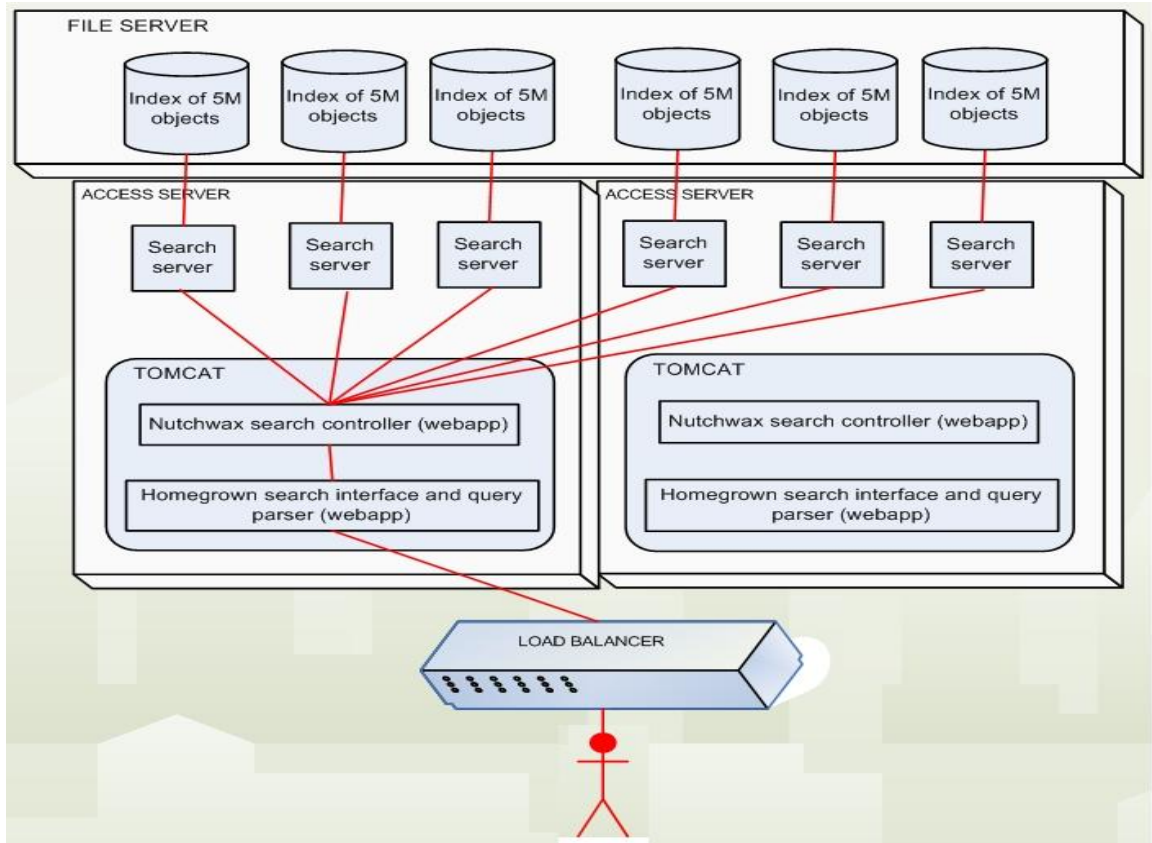 FILE SERVER
Index of 5M
objects
Index of 5M
objects
Index of 5M
objects
Index of 5M
objects
Index of 5M
objects
Index of 5M
objects
ACCESS SERVER
Search
server
Search
server
Search
server
TOMCAT
Nutchwax search controller (webapp)
Homegrown search interface and query
parser (webapp)
ACCESS SERVER
Search
server
Search
server
Search
server
TOMCAT
Nutchwax search controller (webapp)
Homegrown search interface and query
parser (webapp)
LOAD BALANCER